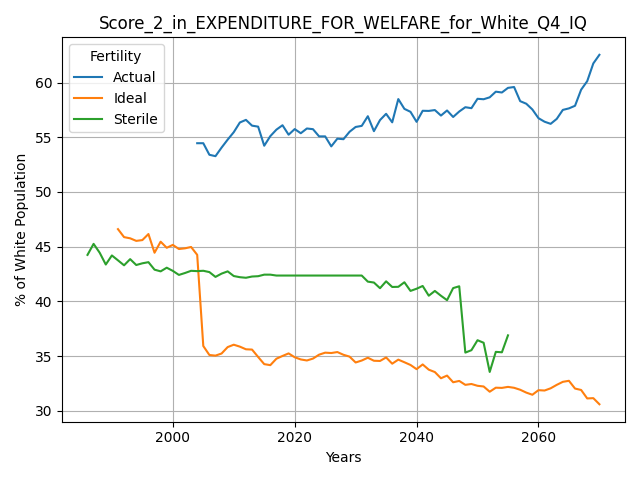 Score_2_in_EXPENDITURE_FOR_WELFARE_for_White_Q4_IQ
Fertility
Actual
Ideal
Sterile
% of White Population
60
55
50
45
40
35
30
2000
2020
2040
2060
Years